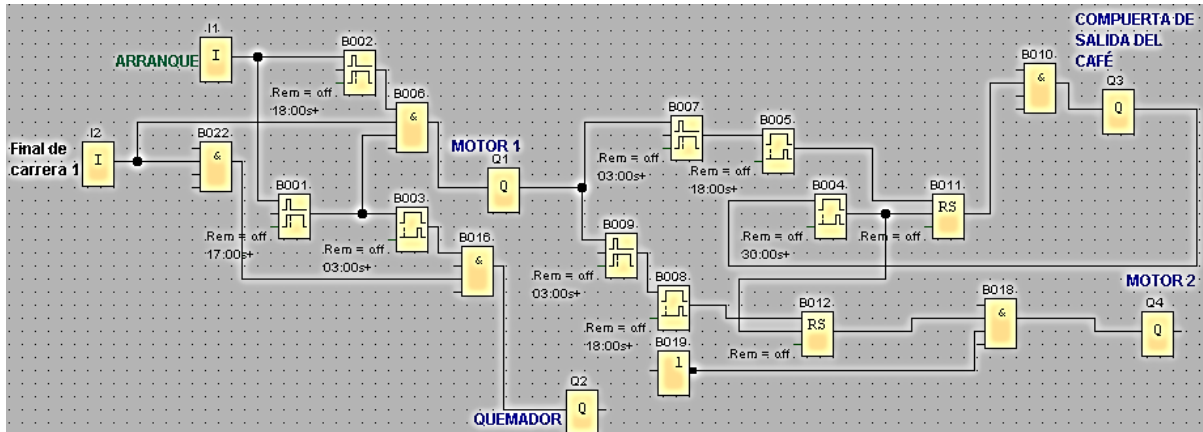 I1
I
ARRANQUE
B002
Rem = off
18:00s+
B006
&
I2
I
Final de
carrera 1
B022
&
B001
Rem = off
17:00s+
B003
Rem = off
03:00s+
B016
&
MOTOR 1
Q1
Q
Q2
Q
QUEMADOR
B007
Rem = off
03:00s+
B005
Rem = off
18:00s+
B004
Rem = off
30:00s+
B011
RS
Rem = off
B009
Rem = off
03:00s+
B008
Rem = off
18:00s+
B019
1
B012
RS
Rem = off
B018
&
B010
&
COMPUERTA DE
SALIDA DEL
CAFÉ
Q3
Q
MOTOR 2
Q4
Q